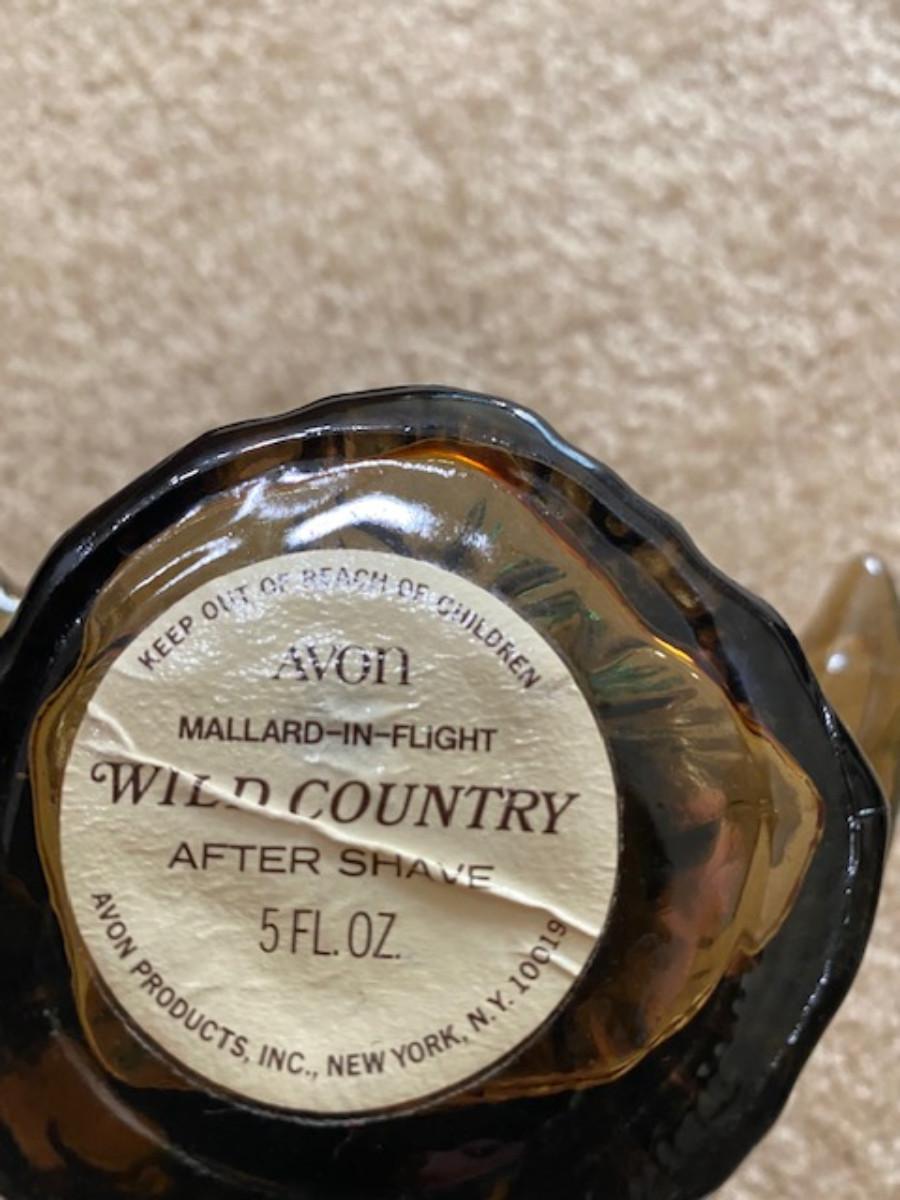 KEEP OUT OF REACH OF CHILDREN
AVON
MALLARD-IN-FLIGHT
WILD COUNTRY
AFTER SHAVE
5 FL. OZ.
AVON PRODUCTS, INC., NEW YORK, N.Y. 10019